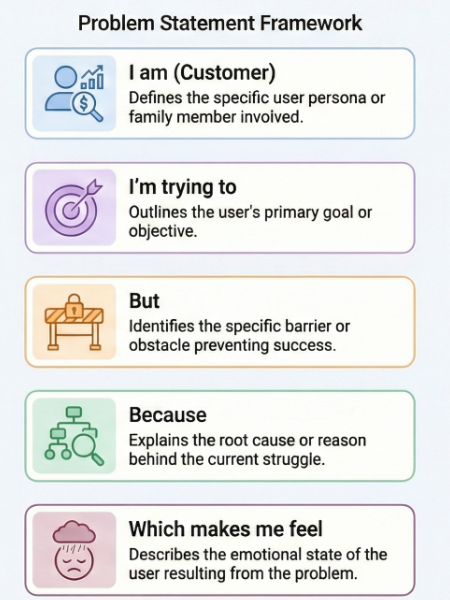 Problem Statement Framework
I am (Customer)
Defines the specific user persona or
family member involved.
I'm trying to
Outlines the user's primary goal or
objective.
But
Identifies the specific barrier or
obstacle preventing success.
Because
Explains the root cause or reason
behind the current struggle.
Which makes me feel
Describes the emotional state of the
user resulting from the problem.